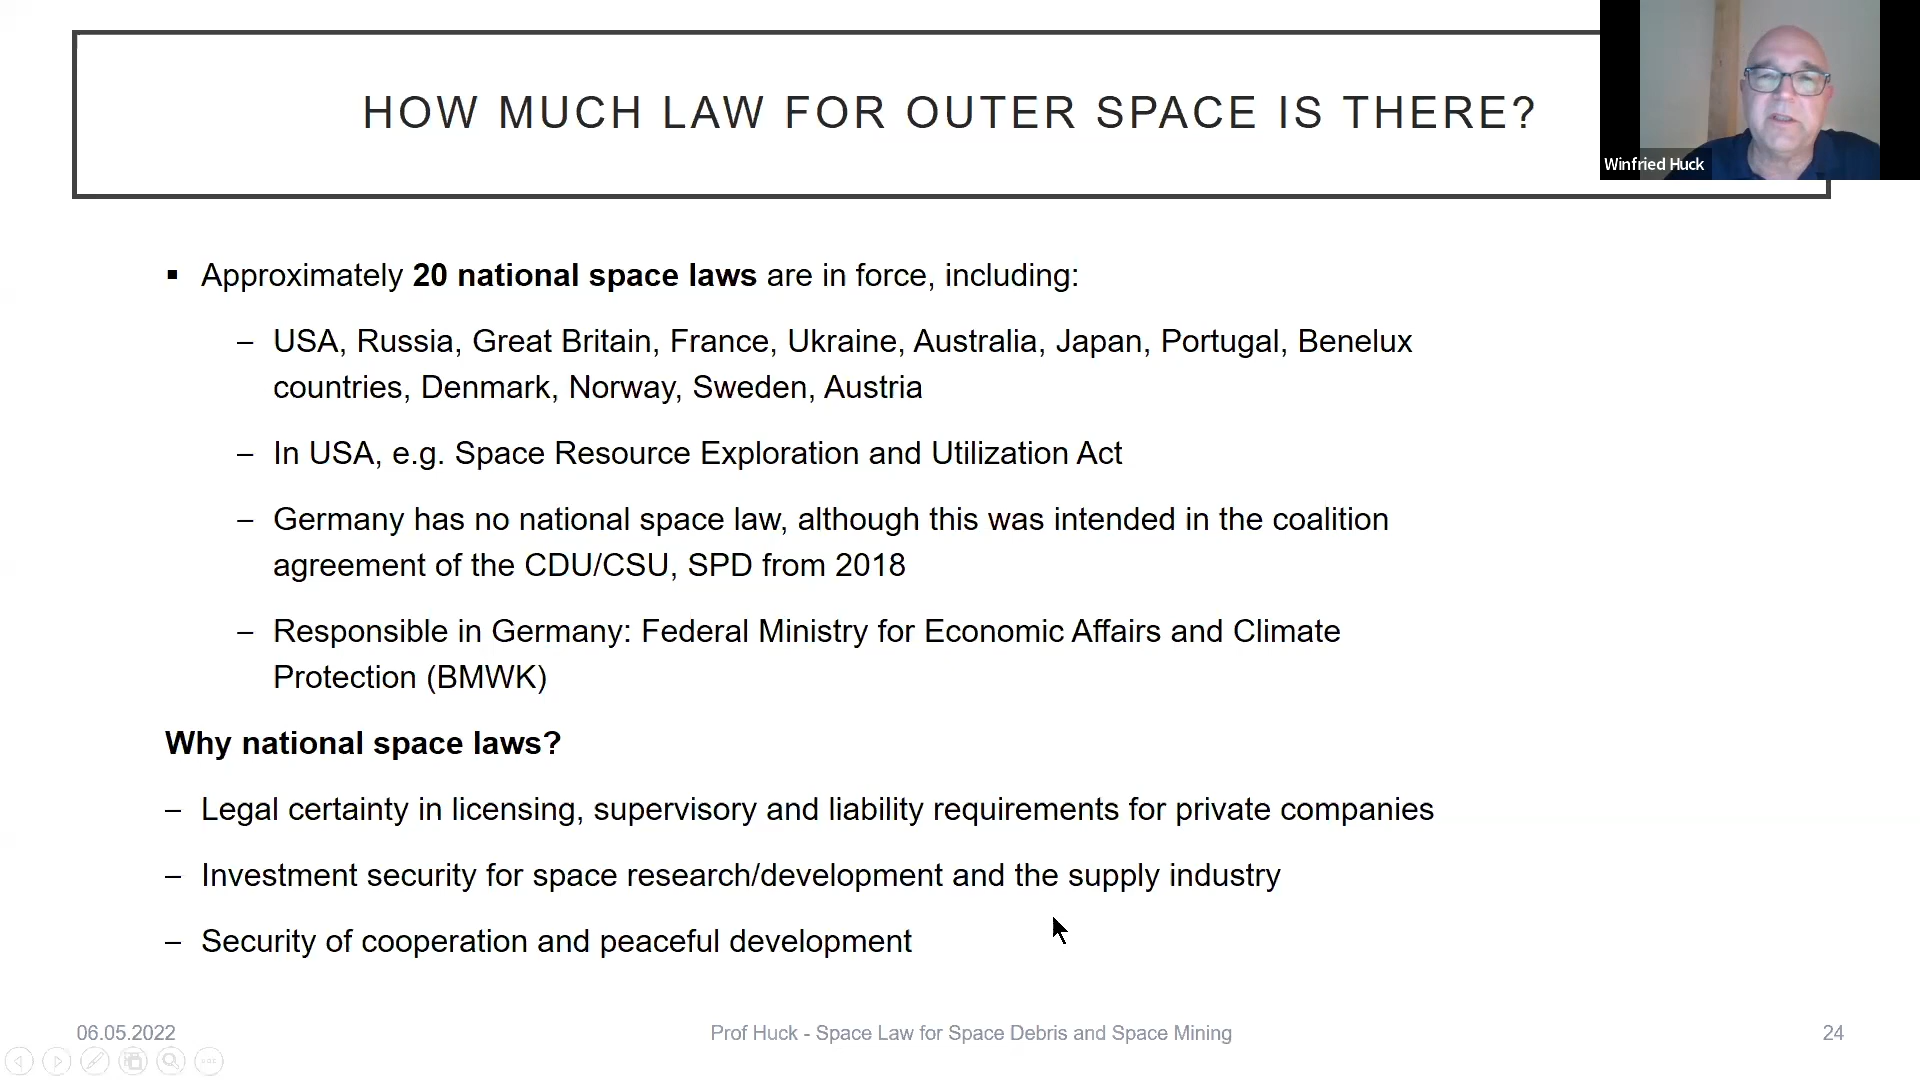 HOW MUCH LAW FOR OUTER SPACE IS THERE?
Winfried Huck
▪ Approximately 20 national space laws are in force, including:
– USA, Russia, Great Britain, France, Ukraine, Australia, Japan, Portugal, Benelux
countries, Denmark, Norway, Sweden, Austria
– In USA, e.g. Space Resource Exploration and Utilization Act
– Germany has no national space law, although this was intended in the coalition
agreement of the CDU/CSU, SPD from 2018
– Responsible in Germany: Federal Ministry for Economic Affairs and Climate
Protection (BMWK)
Why national space laws?
– Legal certainty in licensing, supervisory and liability requirements for private companies
– Investment security for space research/development and the supply industry
– Security of cooperation and peaceful development
06.05.2022
Prof Huck - Space Law for Space Debris and Space Mining
24